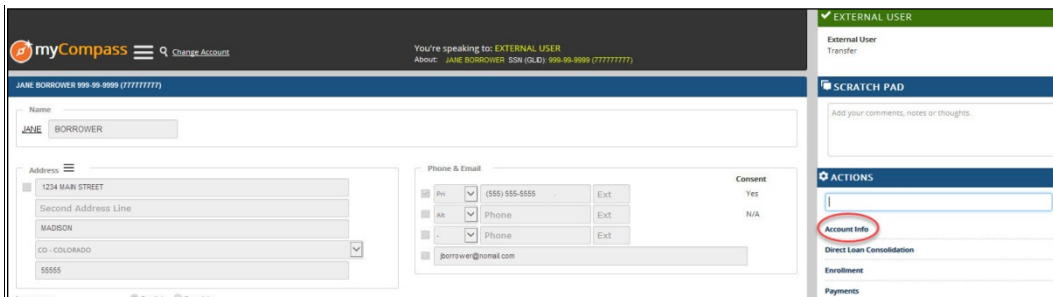 myCompass Change Account
You're speaking to: EXTERNAL USER
About: JANE BORROWER SSN (GLID): 999-99-9999 (777777777)
JANE BORROWER 999-99-9999 (777777777)
Name
JANE BORROWER
Address
1234 MAIN STREET
Second Address Line
MADISON
CO - COLORADO
55555
Phone & Email
Consent
Pri (555) 555-5555 Ext Yes
Alt Phone Ext N/A
- Phone Ext
jborrower@nomail.com
EXTERNAL USER
External User
Transfer
SCRATCH PAD
Add your comments, notes or thoughts.
ACTIONS
Account Info
Direct Loan Consolidation
Enrollment
Payments